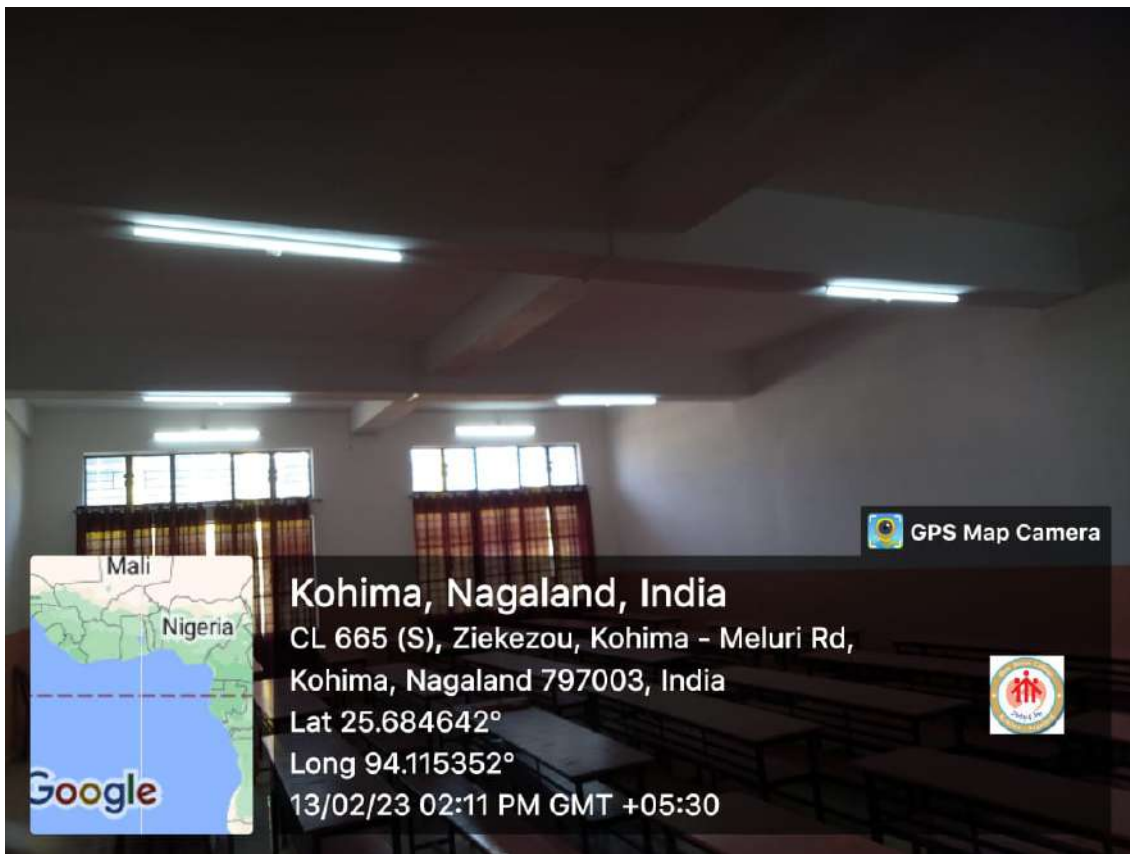 GPS Map Camera
Mali
Nigeria
Google
Kohima, Nagaland, India
CL 665 (S), Ziekezou, Kohima - Meluri Rd,
Kohima, Nagaland 797003, India
Lat 25.684642°
Long 94.115352°
13/02/23 02:11 PM GMT +05:30